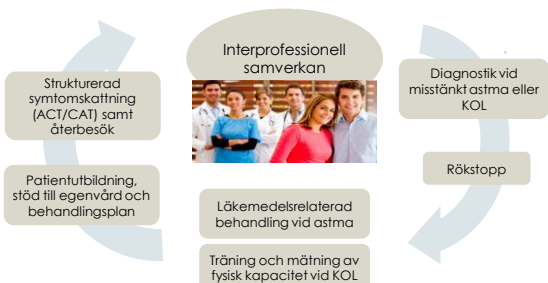 Interprofessionell
samverkan
Diagnostik vid
misstänkt astma eller
KOL
Rökstopp
Läkemedelsrelaterad
behandling vid astma
Träning och mätning av
fysisk kapacitet vid KOL
Patientutbildning,
stöd till egenvård och
behandlingsplan
Strukturerad
symtomskattning
(ACT/CAT) samt
återbesök